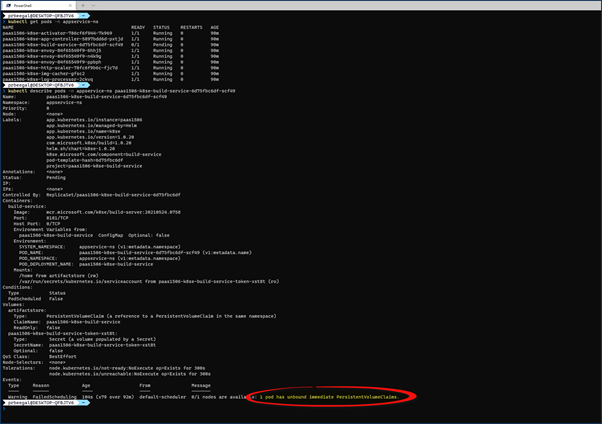 PowerShell
prbeegal@DESKTOP-QFBJTV6
kubectl get pods -n appservice-ns
NAME READY STATUS RESTARTS AGE
paas1506-k8se-activator-786cf6f944-7k969 1/1 Running 0 90m
paas1506-k8se-app-controller-5897bdd6d-pxtjd 1/1 Running 0 90m
paas1506-k8se-build-service-6d75fbc6df-scf49 0/1 Pending 0 90m
paas1506-k8se-envoy-84f65549f9-6hhj5 1/1 Running 0 90m
paas1506-k8se-envoy-84f65549f9-n4k9g 1/1 Running 0 90m
paas1506-k8se-envoy-84f65549f9-ppbph 1/1 Running 0 90m
paas1506-k8se-http-scaler-78fc6f9b6c-fjc7d 1/1 Running 0 90m
paas1506-k8se-img-cacher-gfsc2 1/1 Running 0 90m
paas1506-k8se-log-processor-2ckvq 1/1 Running 0 90m
prbeegal@DESKTOP-QFBJTV6
kubectl describe pods -n appservice-ns paas1506-k8se-build-service-6d75fbc6df-scf49
Name: paas1506-k8se-build-service-6d75fbc6df-scf49
Namespace: appservice-ns
Priority: 0
Node: <none>
Labels: app.kubernetes.io/instance=paas1506
app.kubernetes.io/managed-by=Helm
app.kubernetes.io/name=k8se
app.kubernetes.io/version=1.0.20
com.microsoft.k8se/build=1.0.20
helm.sh/chart=k8se-1.0.20
k8se.microsoft.com/component=build-service
pod-template-hash=6d75fbc6df
project=paas1506-k8se-build-service
Annotations: <none>
Status: Pending
IP:
IPs: <none>
Controlled By: ReplicaSet/paas1506-k8se-build-service-6d75fbc6df
Containers:
build-service:
Image: mcr.microsoft.com/k8se/build-server:20210524.0758
Port: 8181/TCP
Host Port: 0/TCP
Environment Variables from:
paas1506-k8se-build-service ConfigMap Optional: false
Environment:
SYSTEM_NAMESPACE: appservice-ns (v1:metadata.namespace)
POD_NAME: paas1506-k8se-build-service-6d75fbc6df-scf49 (v1:metadata.name)
POD_NAMESPACE: appservice-ns (v1:metadata.namespace)
POD_DEPLOYMENT_NAME: paas1506-k8se-build-service
Mounts:
/home from artifactstore (rw)
/var/run/secrets/kubernetes.io/serviceaccount from paas1506-k8se-build-service-token-xst8t (ro)
Conditions:
Type Status
PodScheduled False
Volumes:
artifactstore:
Type: PersistentVolumeClaim (a reference to a PersistentVolumeClaim in the same namespace)
ClaimName: paas1506-k8se-build-service
ReadOnly: false
paas1506-k8se-build-service-token-xst8t:
Type: Secret (a volume populated by a Secret)
SecretName: paas1506-k8se-build-service-token-xst8t
Optional: false
QoS Class: BestEffort
Node-Selectors: <none>
Tolerations: node.kubernetes.io/not-ready:NoExecute op=Exists for 300s
node.kubernetes.io/unreachable:NoExecute op=Exists for 300s
Events:
Type Reason Age From Message
---- ------ ---- ---- -------
Warning FailedScheduling 104s (x70 over 92m) default-scheduler 0/1 nodes are available: 1 pod has unbound immediate PersistentVolumeClaims.
prbeegal@DESKTOP-QFBJTV6